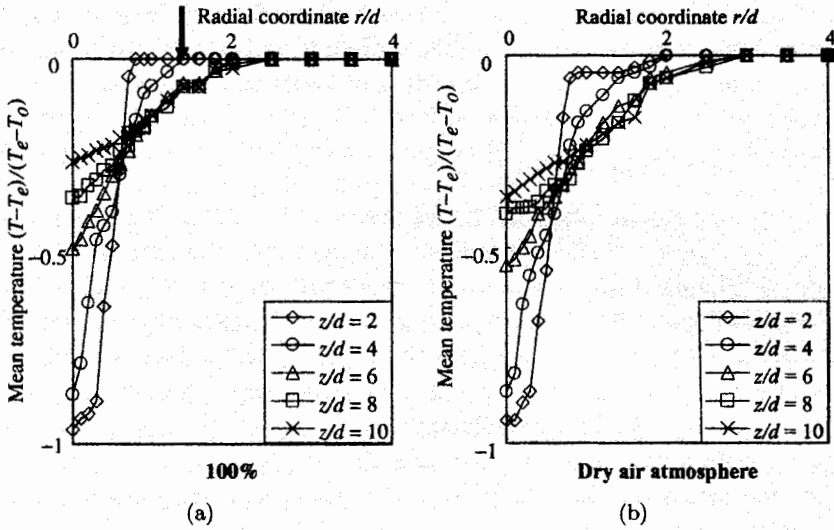 Radial coordinate r/d
0 2 4
0
-0.5
-1
Mean temperature (T−Te)/(Te−To)
z/d = 2
z/d = 4
z/d = 6
z/d = 8
z/d = 10
100%
(a)
Radial coordinate r/d
0 2 4
0
-0.5
-1
Mean temperature (T−Te)/(Te−To)
z/d = 2
z/d = 4
z/d = 6
z/d = 8
z/d = 10
Dry air atmosphere
(b)